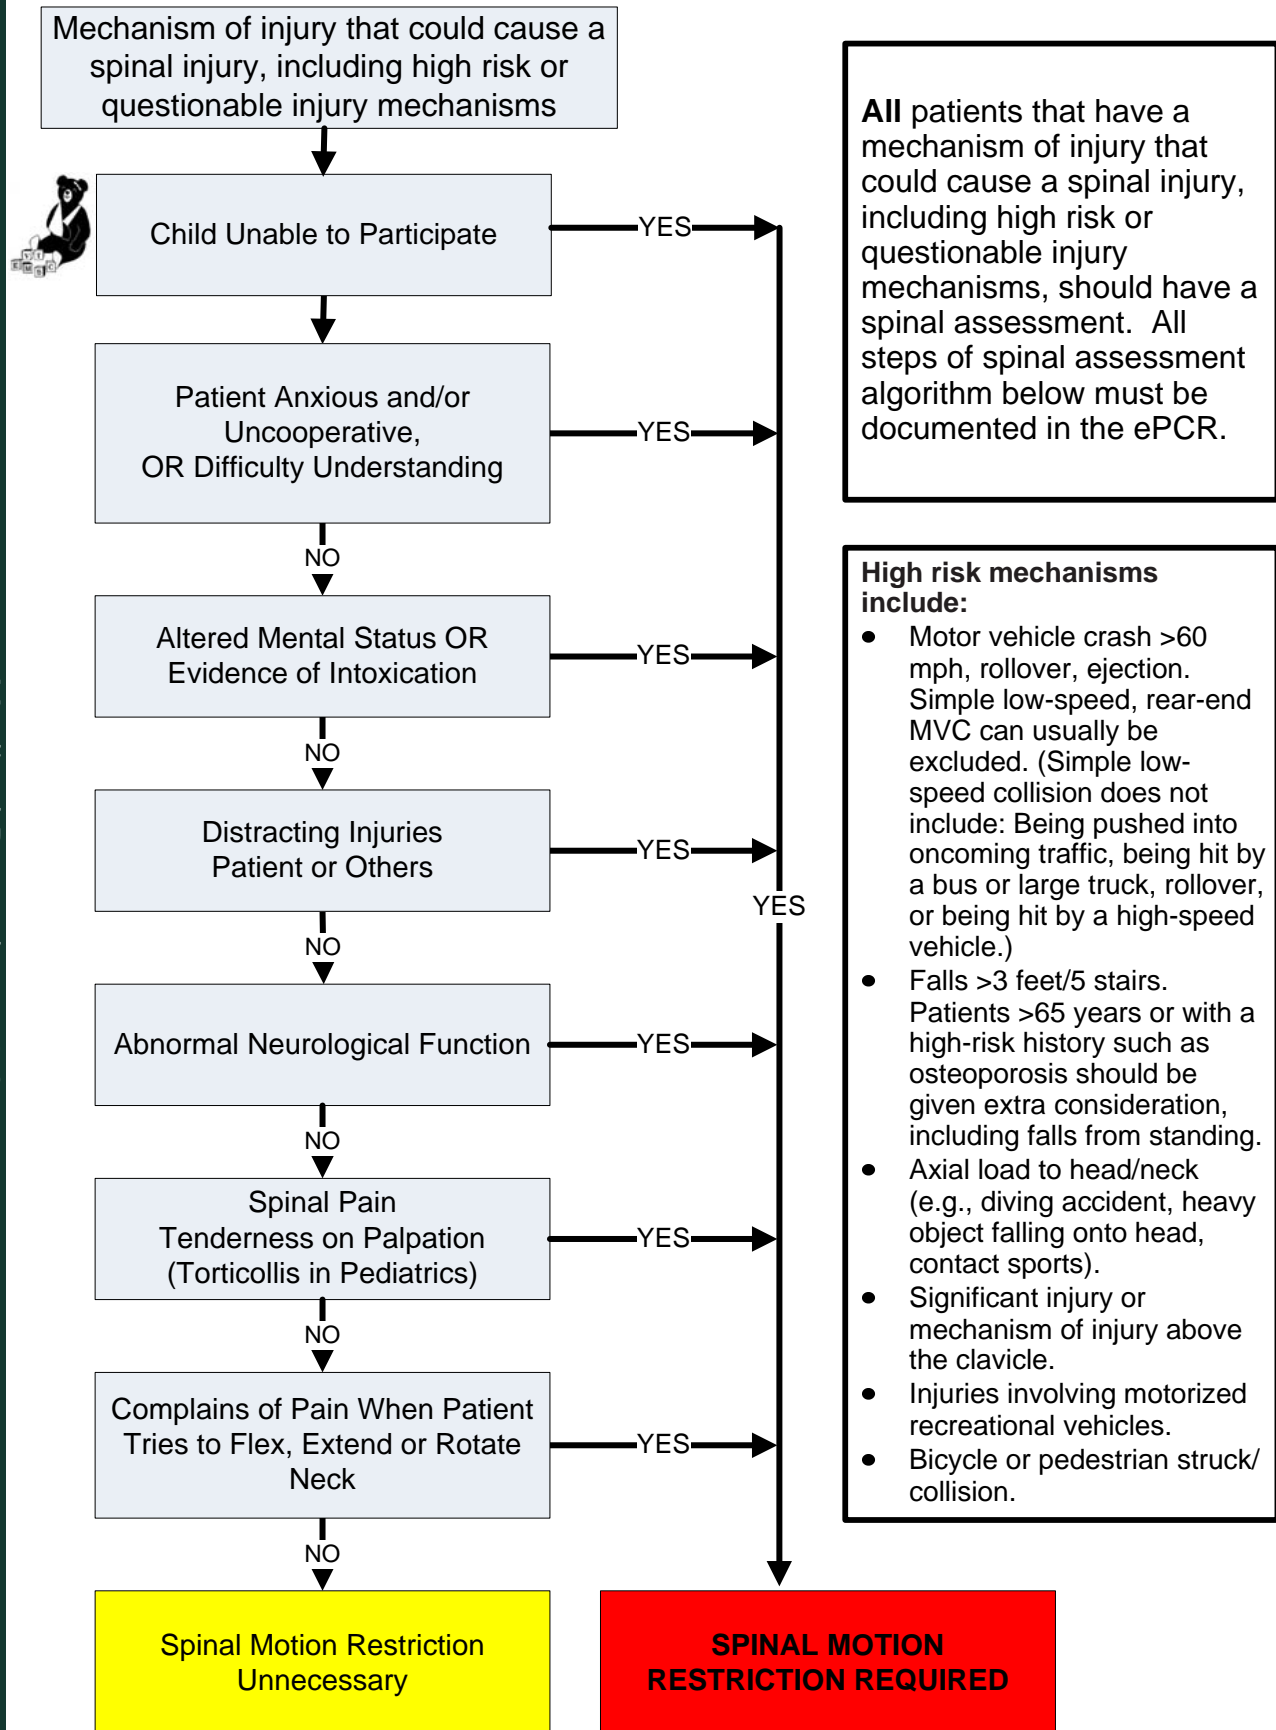 Mechanism of injury that could cause a
spinal injury, including high risk or
questionable injury mechanisms
Child Unable to Participate
YES
Patient Anxious and/or
Uncooperative,
OR Difficulty Understanding
YES
NO
Altered Mental Status OR
Evidence of Intoxication
YES
NO
Distracting Injuries
Patient or Others
YES
YES
NO
Abnormal Neurological Function
YES
NO
Spinal Pain
Tenderness on Palpation
(Torticollis in Pediatrics)
YES
NO
Complains of Pain When Patient
Tries to Flex, Extend or Rotate
Neck
YES
NO
Spinal Motion Restriction
Unnecessary
SPINAL MOTION
RESTRICTION REQUIRED
All patients that have a
mechanism of injury that
could cause a spinal injury,
including high risk or
questionable injury
mechanisms, should have a
spinal assessment.  All
steps of spinal assessment
algorithm below must be
documented in the ePCR.
High risk mechanisms
include:
• Motor vehicle crash >60
mph, rollover, ejection.
Simple low-speed, rear-end
MVC can usually be
excluded. (Simple low-
speed collision does not
include: Being pushed into
oncoming traffic, being hit by
a bus or large truck, rollover,
or being hit by a high-speed
vehicle.)
• Falls >3 feet/5 stairs.
Patients >65 years or with a
high-risk history such as
osteoporosis should be
given extra consideration,
including falls from standing.
• Axial load to head/neck
(e.g., diving accident, heavy
object falling onto head,
contact sports).
• Significant injury or
mechanism of injury above
the clavicle.
• Injuries involving motorized
recreational vehicles.
• Bicycle or pedestrian struck/
collision.